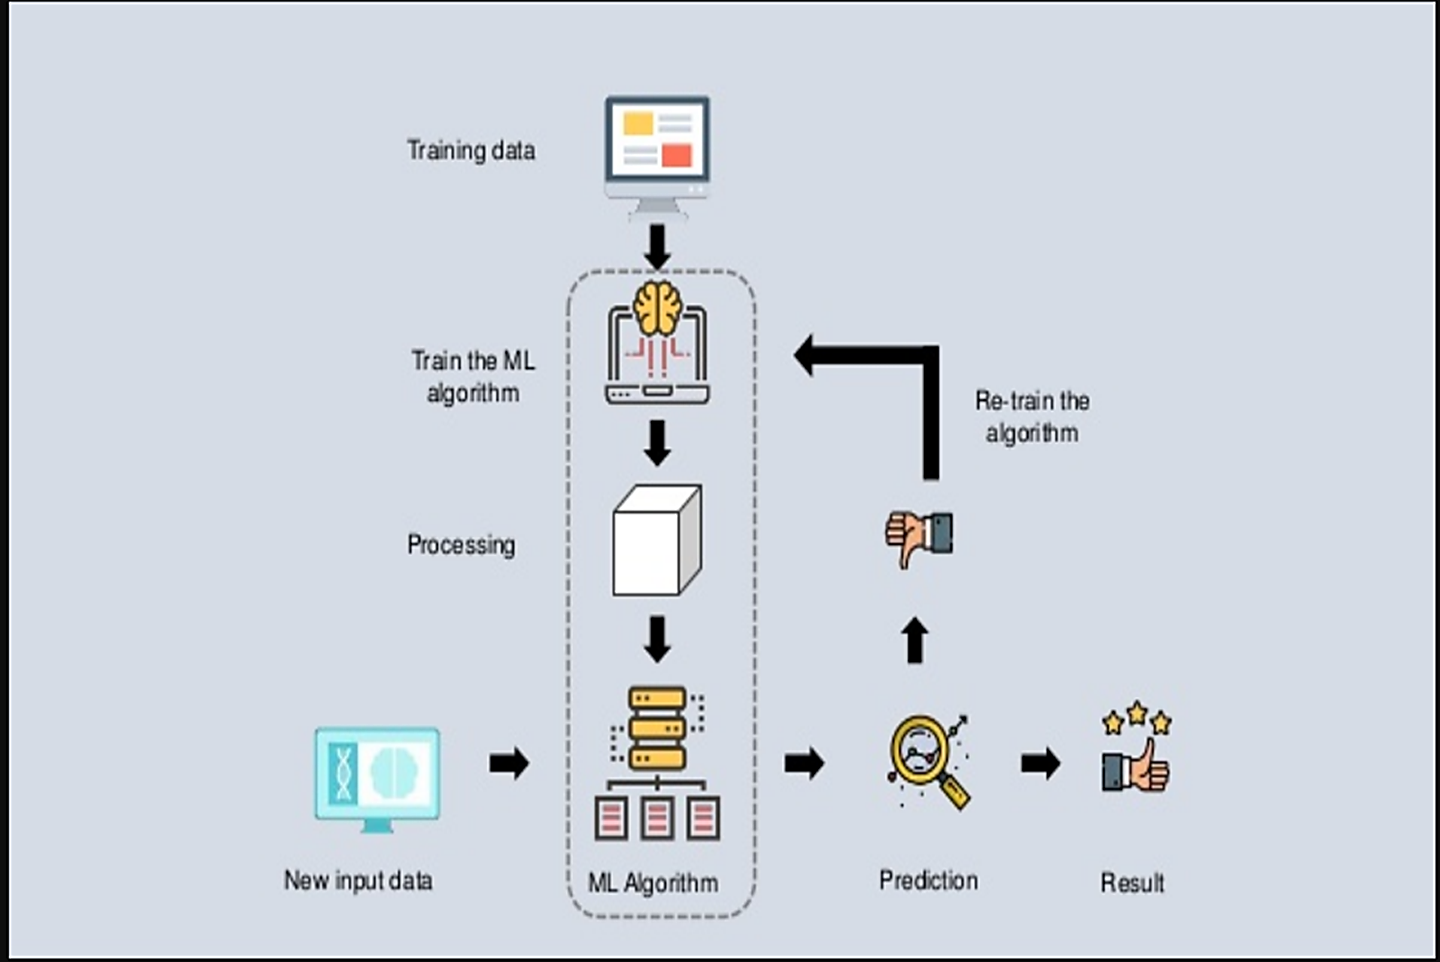 Training data
Train the ML
algorithm
Re-train the
algorithm
Processing
New input data
ML Algorithm
Prediction
Result